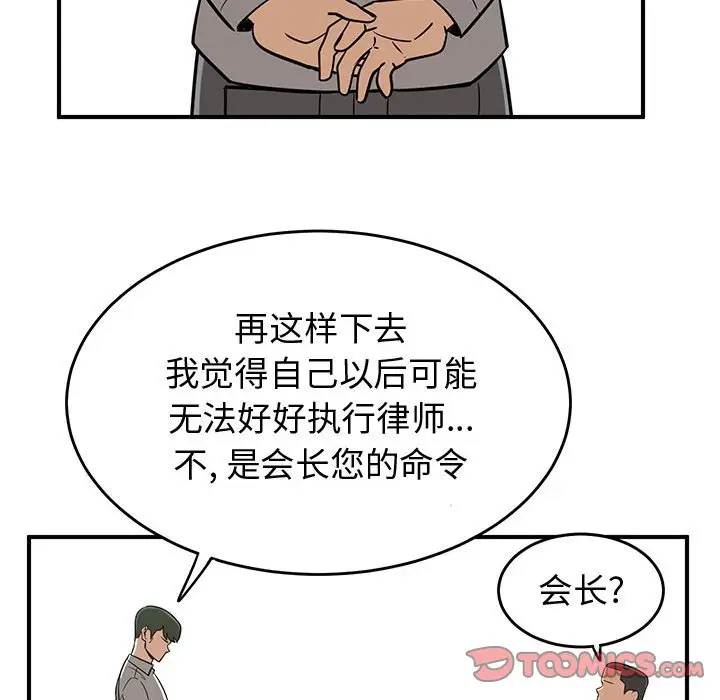 再这样下去
我觉得自己以后可能
无法好好执行律师...
不, 是会长您的命令
会长?
TOOMICS
TOOMICS.COM